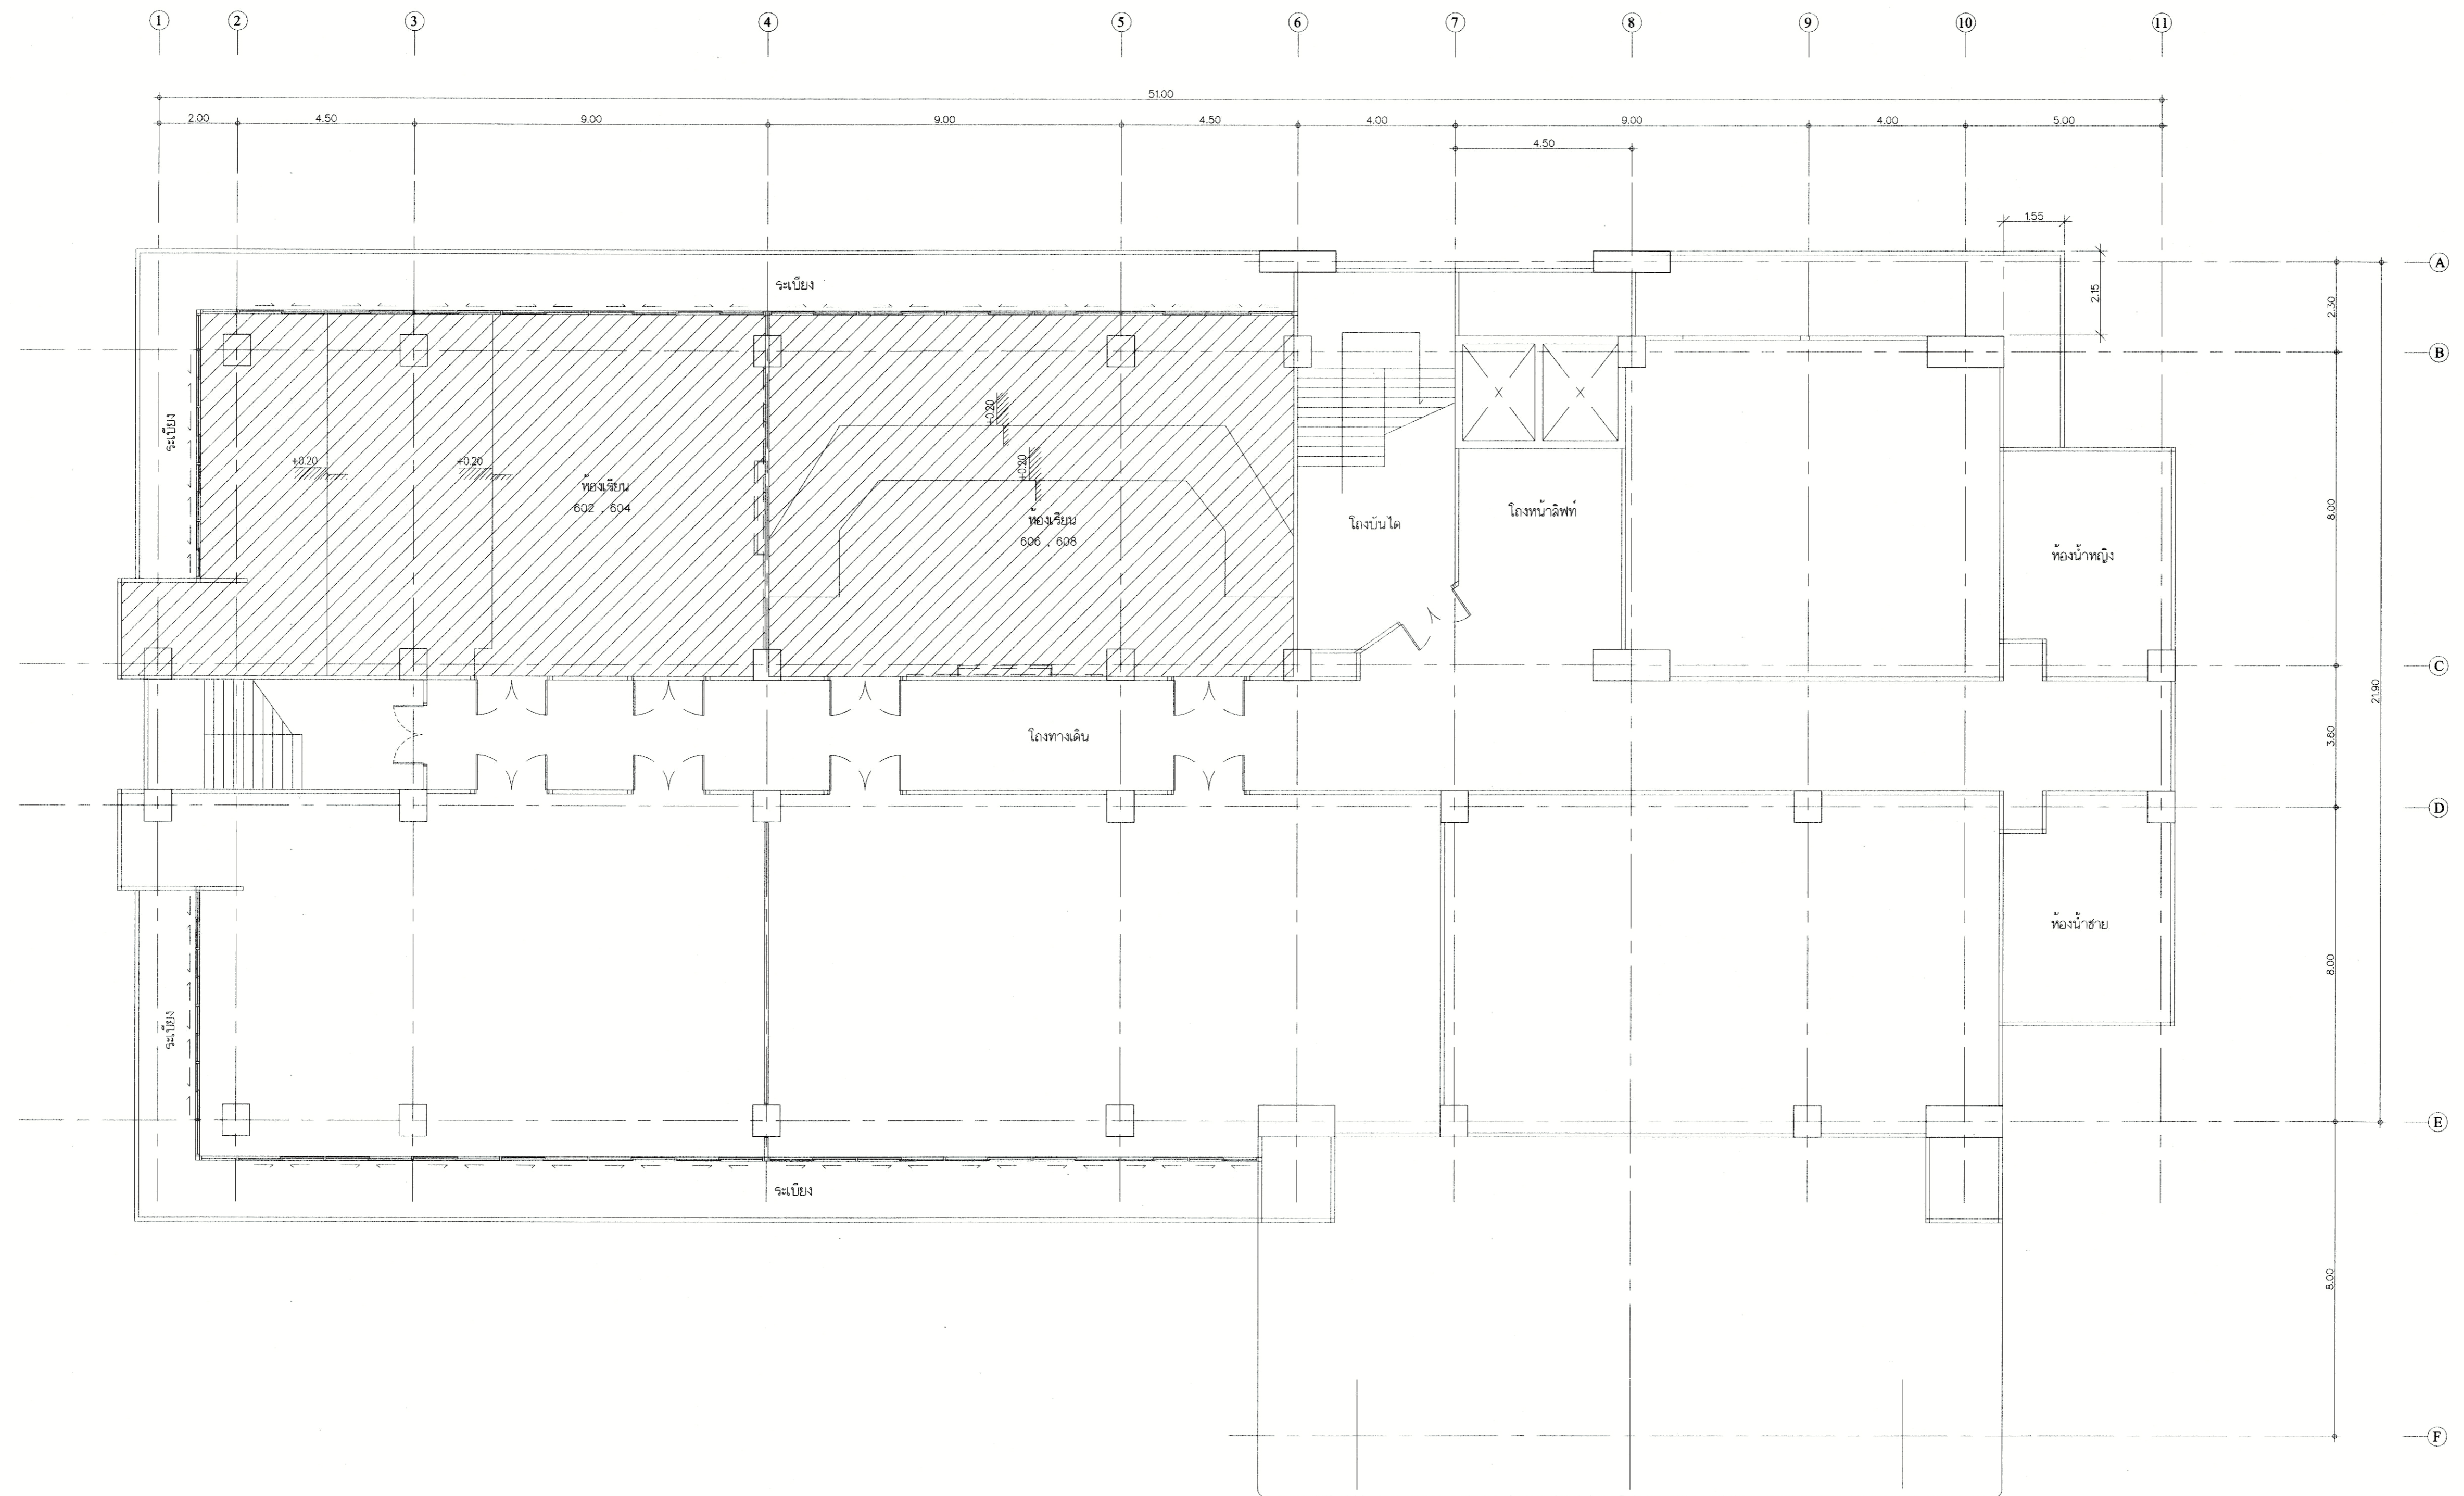 1 2 3 4 5 6 7 8 9 10 11
51.00
2.00 4.50 9.00 9.00 4.50 4.00 9.00 4.00 5.00
4.50
1.55
A
ระเบียง
2.15
2.30
B
ระเบียง
+0.20
+0.20 +0.20
+0.20
ห้องเรียน
602 , 604
ห้องเรียน
606 , 608
โถงบันได
โถงหน้าลิฟท์
8.00
ห้องน้ำหญิง
C
21.90
โถงทางเดิน
3.60
D
ห้องน้ำชาย
8.00
ระเบียง
E
ระเบียง
8.00
F